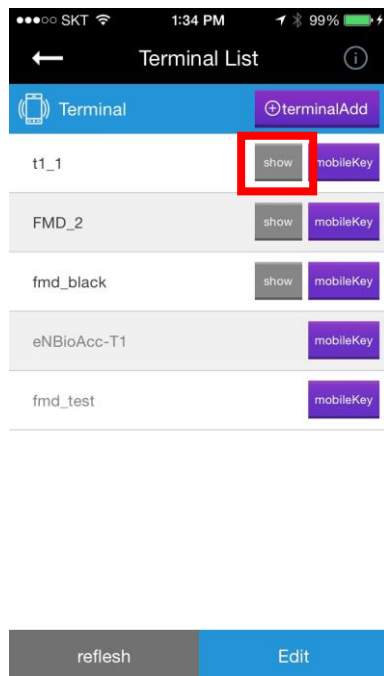 SKT 1:34 PM 99%
Terminal List
Terminal ⊕terminalAdd
t1_1 show mobileKey
FMD_2 show mobileKey
fmd_black show mobileKey
eNBioAcc-T1 mobileKey
fmd_test mobileKey
reflesh Edit